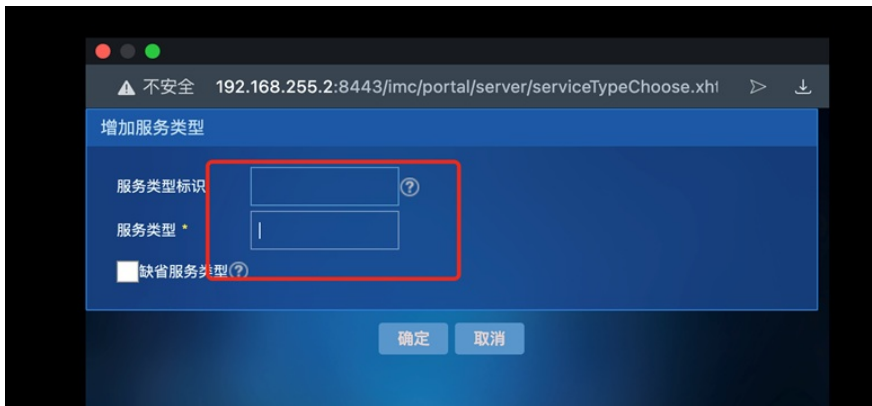 不安全 192.168.255.2:8443/imc/portal/server/serviceTypeChoose.xht
增加服务类型
服务类型标识
服务类型 *
缺省服务类型
确定 取消